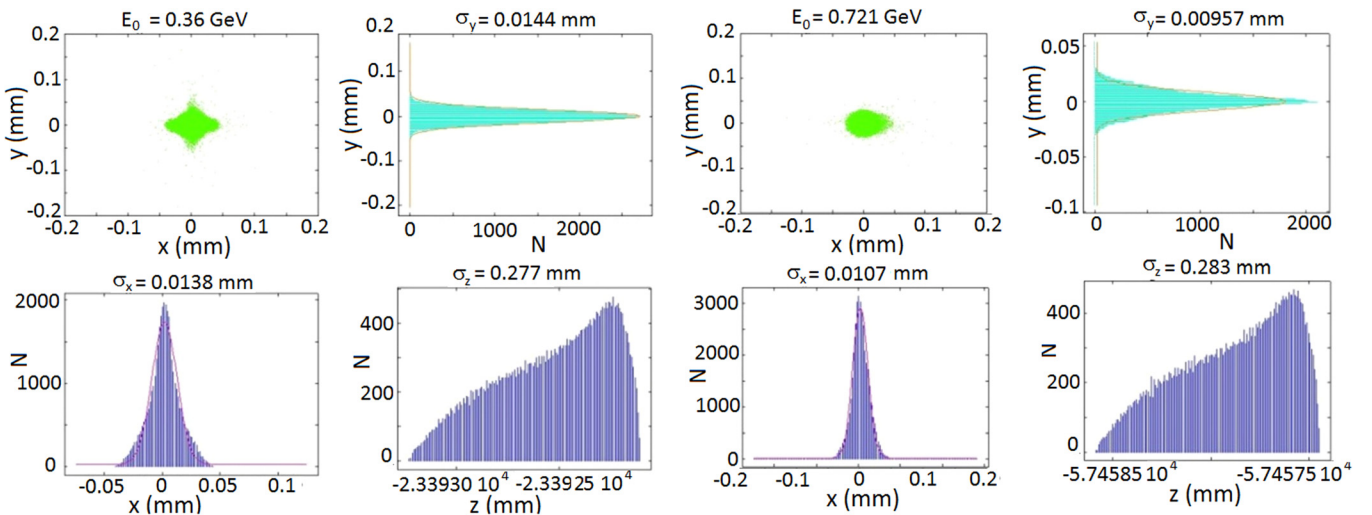 E₀ = 0.36 GeV
0.2
0.1
0
-0.1
-0.2
y (mm)
-0.2 -0.1 0 0.1 0.2
x (mm)
σy = 0.0144 mm
0.2
0.1
0
-0.1
-0.2
y (mm)
0 1000 2000
N
E₀ = 0.721 GeV
0.2
0.1
0
-0.1
-0.2
y (mm)
-0.2 -0.1 0 0.1 0.2
x (mm)
σy = 0.00957 mm
0.05
0
-0.05
-0.1
y (mm)
0 1000 2000
N
σx = 0.0138 mm
2000
1000
0
N
-0.05 0 0.05 0.1
x (mm)
σz = 0.277 mm
400
200
0
N
-2.33930 10⁴ -2.33925 10⁴
z (mm)
σx = 0.0107 mm
3000
2000
1000
0
N
-0.1 0 0.1 0.2
x (mm)
σz = 0.283 mm
400
200
0
N
-5.74585 10⁴ -5.74575 10⁴
z (mm)